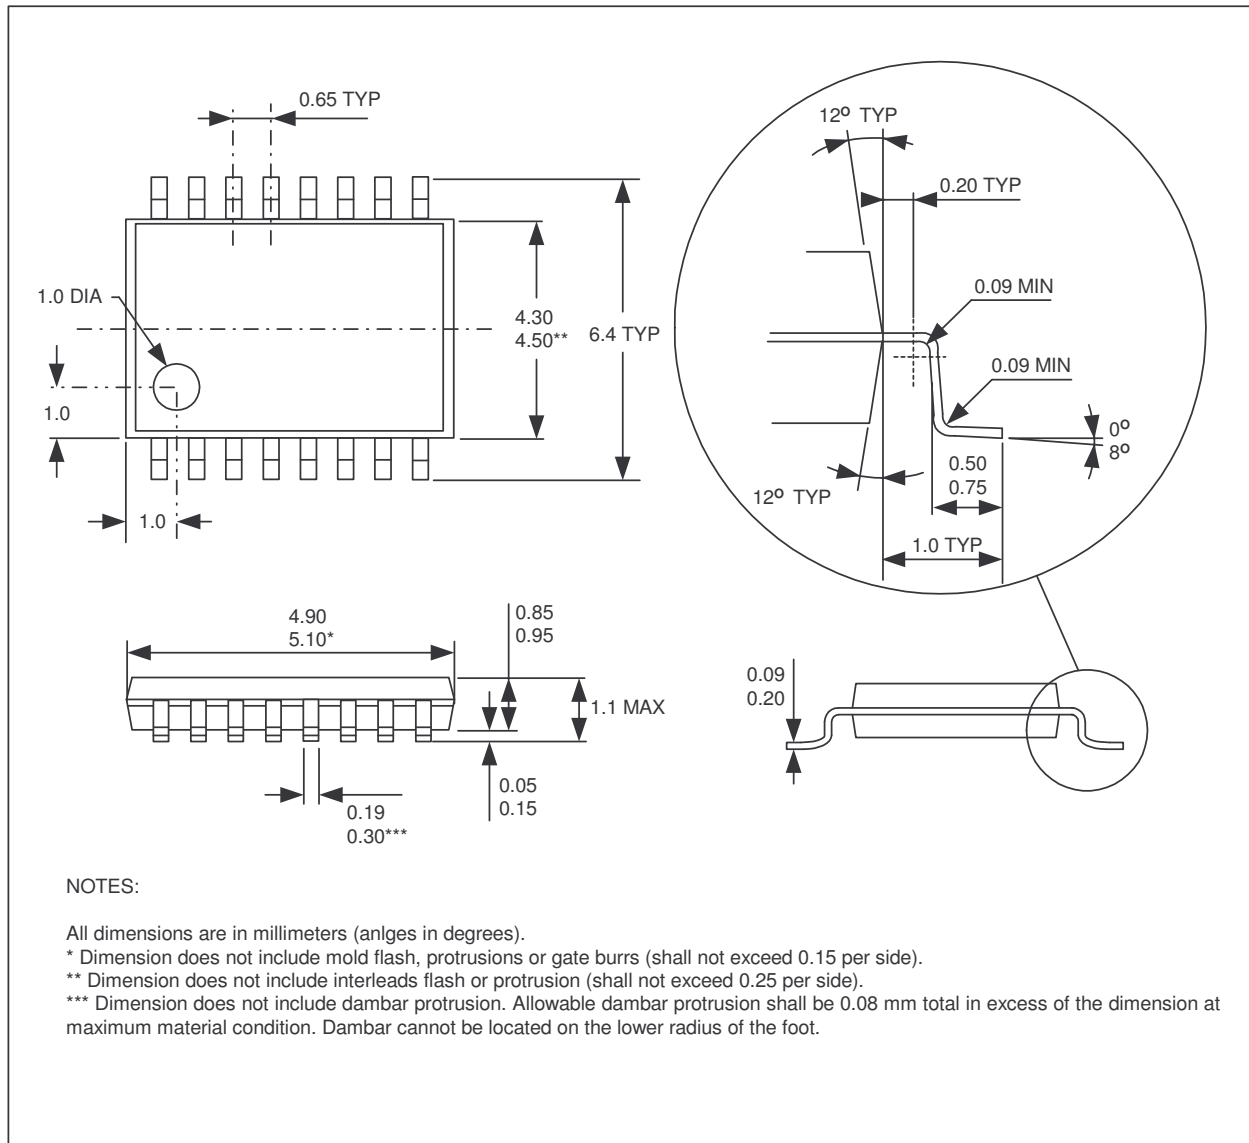 0.65 TYP
12º TYP
0.20 TYP
1.0 DIA
0.09 MIN
4.30
4.50**
6.4 TYP
0.09 MIN
1.0
0º
8º
0.50
0.75
12º TYP
1.0
1.0 TYP
4.90
5.10*
0.85
0.95
0.09
0.20
1.1 MAX
0.05
0.15
0.19
0.30***
NOTES:
All dimensions are in millimeters (anlges in degrees).
* Dimension does not include mold flash, protrusions or gate burrs (shall not exceed 0.15 per side).
** Dimension does not include interleads flash or protrusion (shall not exceed 0.25 per side).
*** Dimension does not include dambar protrusion. Allowable dambar protrusion shall be 0.08 mm total in excess of the dimension at
maximum material condition. Dambar cannot be located on the lower radius of the foot.